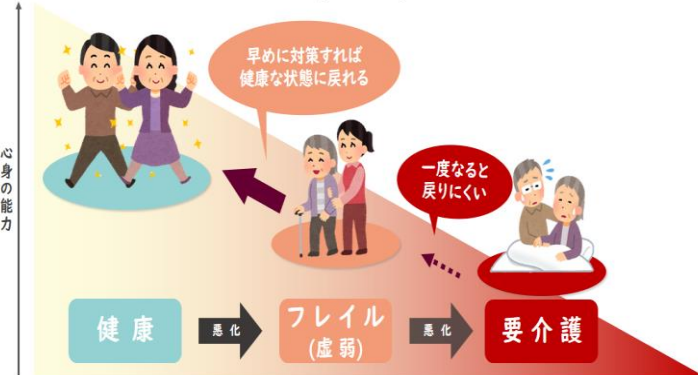 心身の能力
早めに対策すれば
健康な状態に戻れる
一度なると
戻りにくい
健康
悪化
フレイル
(虚弱)
悪化
要介護